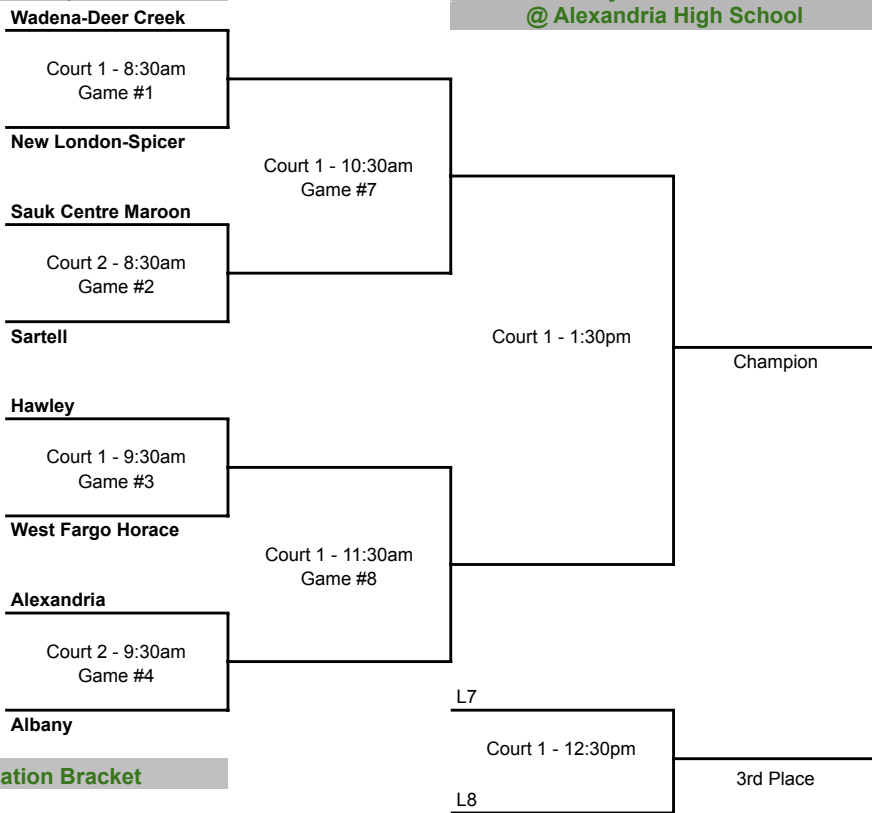 @ Alexandria High School
Wadena-Deer Creek
Court 1 - 8:30am
Game #1
New London-Spicer
Court 1 - 10:30am
Game #7
Sauk Centre Maroon
Court 2 - 8:30am
Game #2
Sartell
Court 1 - 1:30pm
Champion
Hawley
Court 1 - 9:30am
Game #3
West Fargo Horace
Court 1 - 11:30am
Game #8
Alexandria
Court 2 - 9:30am
Game #4
Albany
L7
Court 1 - 12:30pm
3rd Place
L8
ation Bracket